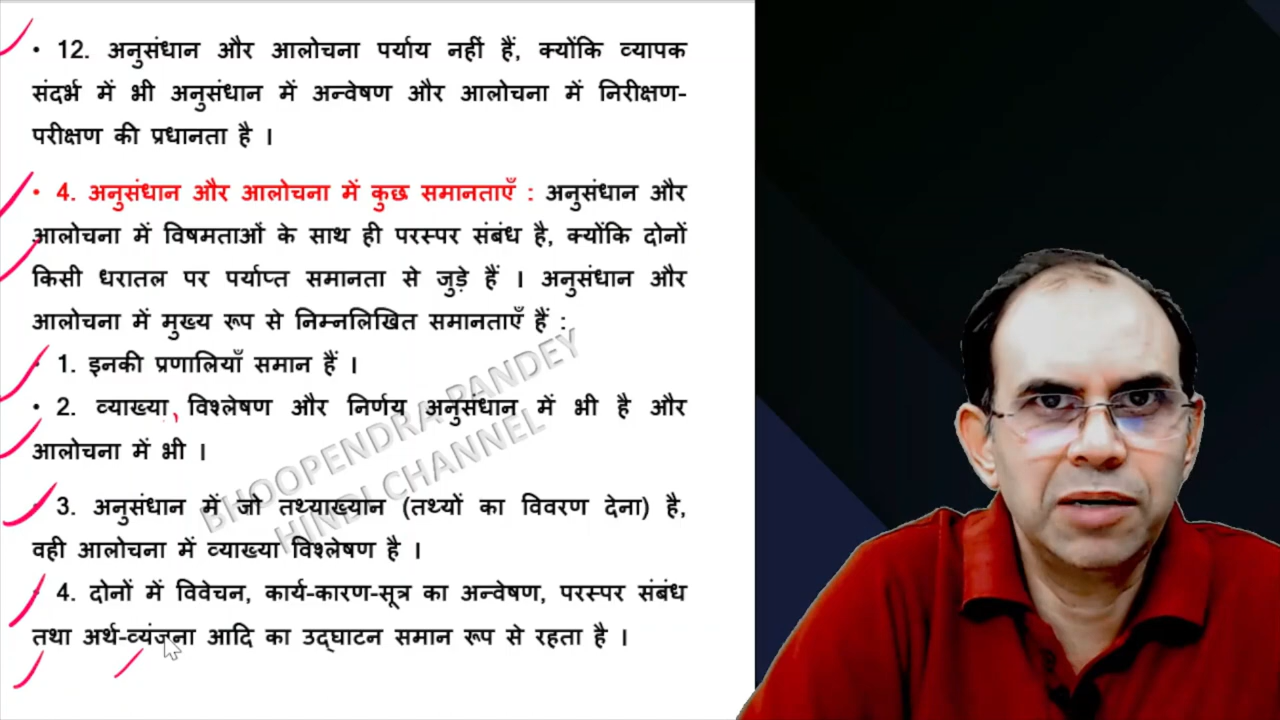 • 12. अनुसंधान और आलोचना पर्याय नहीं हैं, क्योंकि व्यापक
संदर्भ में भी अनुसंधान में अन्वेषण और आलोचना में निरीक्षण-
परीक्षण की प्रधानता है ।
• 4. अनुसंधान और आलोचना में कुछ समानताएँ : अनुसंधान और
आलोचना में विषमताओं के साथ ही परस्पर संबंध है, क्योंकि दोनों
किसी धरातल पर पर्याप्त समानता से जुड़े हैं । अनुसंधान और
आलोचना में मुख्य रूप से निम्नलिखित समानताएँ हैं :
• 1. इनकी प्रणालियाँ समान हैं ।
• 2. व्याख्या, विश्लेषण और निर्णय अनुसंधान में भी है और
आलोचना में भी ।
• 3. अनुसंधान में जो तथ्याख्यान (तथ्यों का विवरण देना) है,
वही आलोचना में व्याख्या विश्लेषण है ।
• 4. दोनों में विवेचन, कार्य-कारण-सूत्र का अन्वेषण, परस्पर संबंध
तथा अर्थ-व्यंजना आदि का उद्घाटन समान रूप से रहता है ।
BHOOPENDRA PANDEY
HINDI CHANNEL